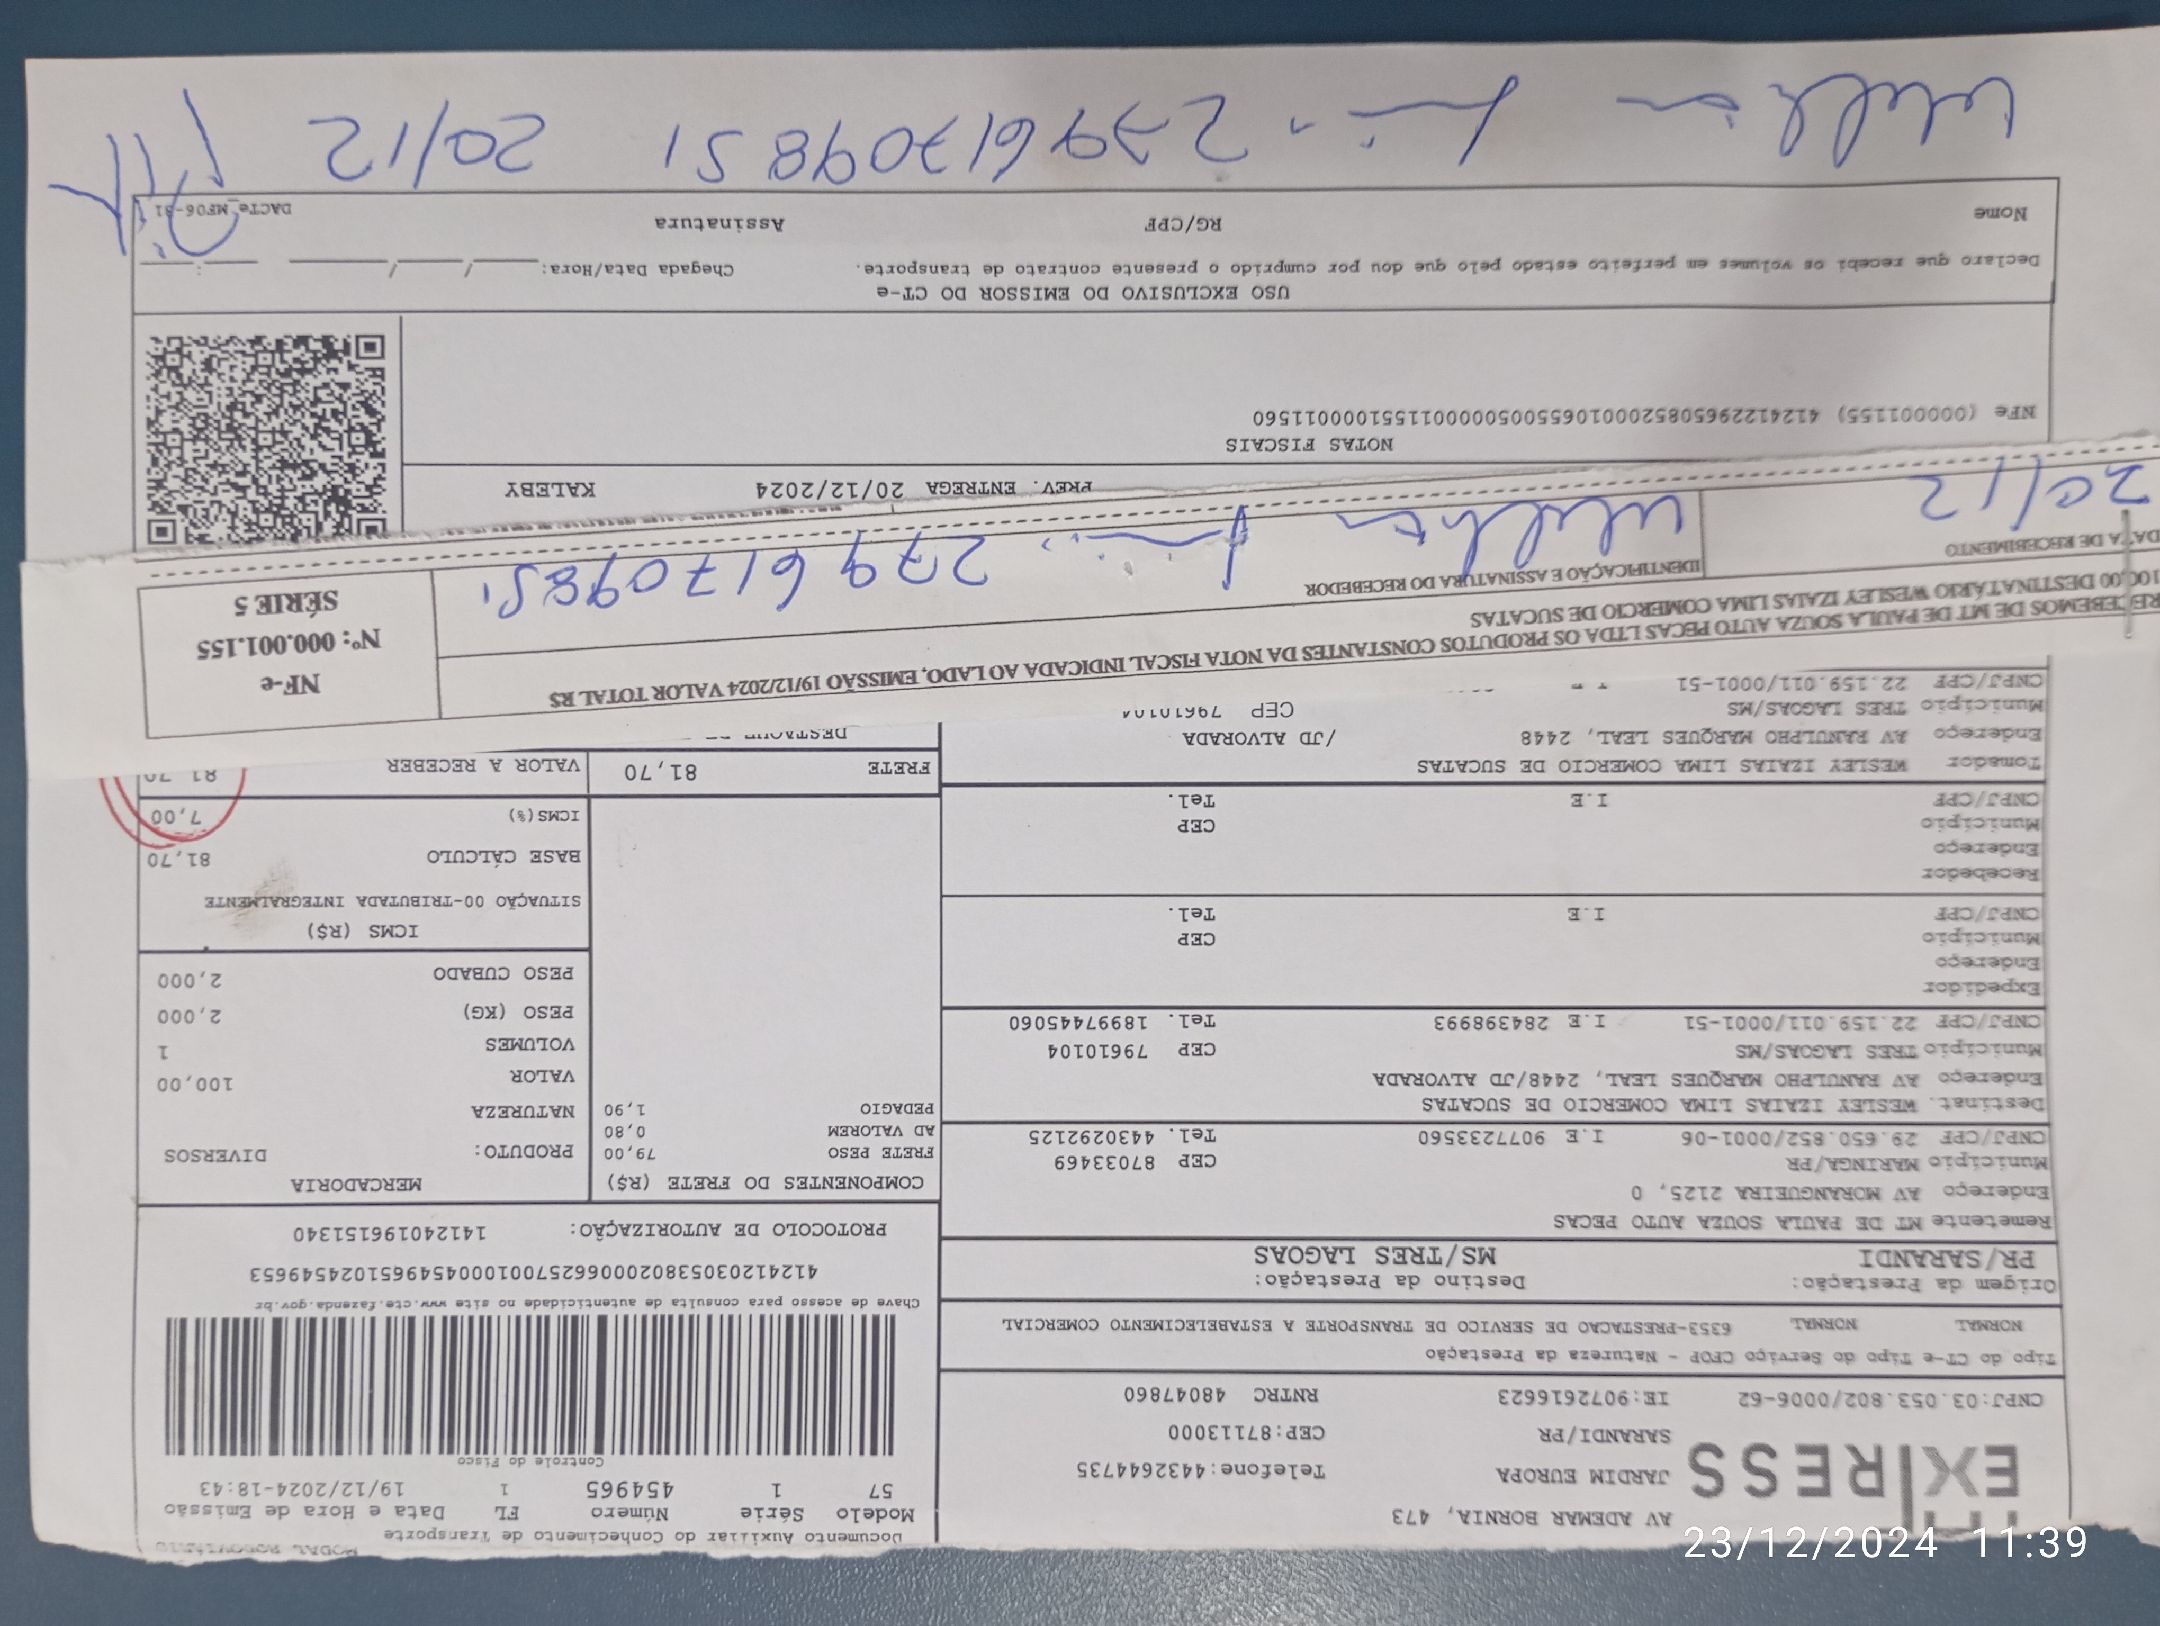 MODAL RODOVIÁRIO
Documento Auxiliar do Conhecimento de Transporte
Modelo Série Número FL Data e Hora de Emissão
57 1 454965 1 19/12/2024-18:43
Controle do Fisco
EXPRESS
AV ADEMAR BORNIA, 473
JARDIM EUROPA Telefone:4432644735
SARANDI/PR CEP:87113000
CNPJ:03.053.802/0006-62 IE:9072616623 RNTRC 48047860
Tipo do CT-e Tipo do Serviço CFOP - Natureza da Prestação
NORMAL NORMAL 6353-PRESTACAO DE SERVICO DE TRANSPORTE A ESTABELECIMENTO COMERCIAL
Chave de acesso para consulta de autenticidade no site www.cte.fazenda.gov.br
41241203053802000662570010004549651024549653
Origem da Prestação: Destino da Prestação:
PR/SARANDI MS/TRES LAGOAS
PROTOCOLO DE AUTORIZAÇÃO: 141240196151340
Remetente MT DE PAULA SOUZA AUTO PECAS
Endereço AV MORANGUEIRA 2125, 0
Município MARINGA/PR CEP 87033469
CNPJ/CPF 29.650.852/0001-06 I.E 9077233560 Tel. 4430292125
Destinat. WESLEY IZAIAS LIMA COMERCIO DE SUCATAS
Endereço AV RANULPHO MARQUES LEAL, 2448/JD ALVORADA
Município TRES LAGOAS/MS CEP 79610104
CNPJ/CPF 22.159.011/0001-51 I.E 284398993 Tel. 18997445060
Expedidor
Endereço
Município CEP
CNPJ/CPF I.E Tel.
Recebedor
Endereço
Município CEP
CNPJ/CPF I.E Tel.
Tomador WESLEY IZAIAS LIMA COMERCIO DE SUCATAS
Endereço AV RANULPHO MARQUES LEAL, 2448 /JD ALVORADA
Município TRES LAGOAS/MS CEP 79610104
CNPJ/CPF 22.159.011/0001-51
COMPONENTES DO FRETE (R$)
FRETE PESO 79,00
AD VALOREM 0,80
PEDAGIO 1,90
FRETE 81,70
MERCADORIA
PRODUTO: DIVERSOS
NATUREZA
VALOR 100,00
VOLUMES 1
PESO (KG) 2,000
PESO CUBADO 2,000
ICMS (R$)
SITUAÇÃO 00-TRIBUTADA INTEGRALMENTE
BASE CÁLCULO 81,70
ICMS(%) 7,00
VALOR A RECEBER 81,70
RECEBEMOS DE MT DE PAULA SOUZA AUTO PECAS LTDA OS PRODUTOS CONSTANTES DA NOTA FISCAL INDICADA AO LADO, EMISSÃO 19/12/2024 VALOR TOTAL R$
100,00 DESTINATÁRIO WESLEY IZAIAS LIMA COMERCIO DE SUCATAS
DATA DE RECEBIMENTO IDENTIFICAÇÃO E ASSINATURA DO RECEBEDOR
20/12 27961709851
NF-e
Nº: 000.001.155
SÉRIE 5
PREV. ENTREGA 20/12/2024 KALEBY
NOTAS FISCAIS
NFe (000001155) 41241229650852000106550050000011551000011560
USO EXCLUSIVO DO EMISSOR DO CT-e
Declaro que recebi os volumes em perfeito estado pelo que dou por cumprido o presente contrato de transporte. Chegada Data/Hora: ____/____/____ ____:____
Nome RG/CPF Assinatura
DACTe_MF06-81
27961709851 20/12
23/12/2024 11:39